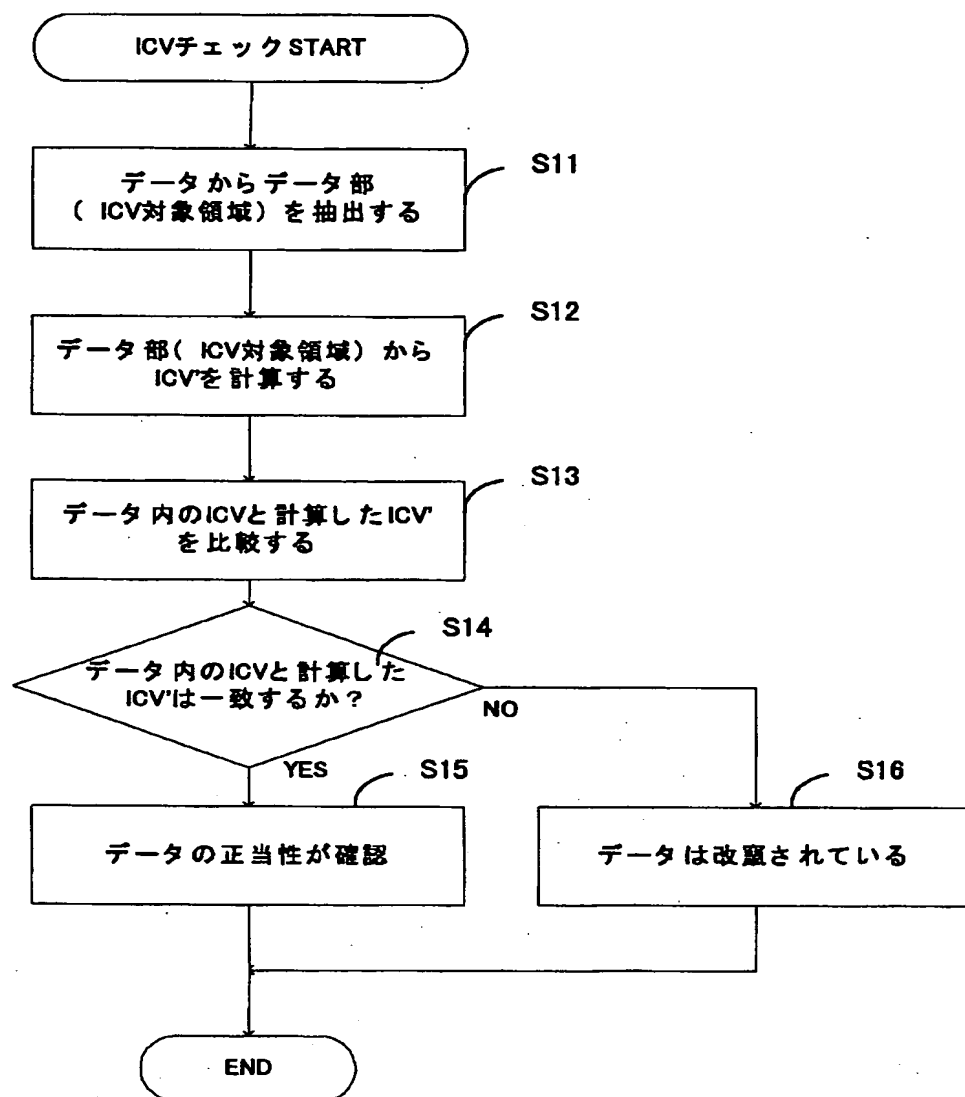 ICVチェックSTART
S11
データからデータ部
(ICV対象領域)を抽出する
S12
データ部(ICV対象領域)から
ICV'を計算する
S13
データ内のICVと計算したICV'
を比較する
S14
データ内のICVと計算した
ICV'は一致するか?
NO
YES
S15
S16
データの正当性が確認
データは改竄されている
END